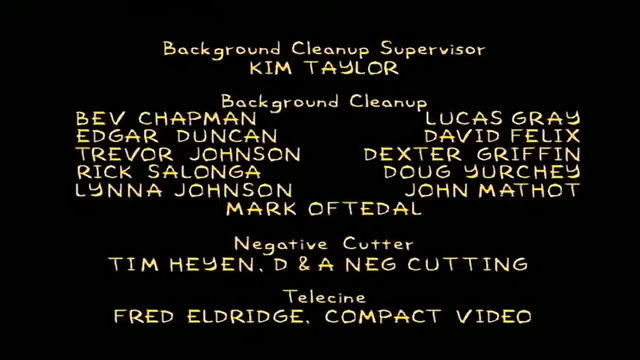 Background Cleanup Supervisor
KIM TAYLOR
Background Cleanup
BEV CHAPMAN LUCAS GRAY
EDGAR DUNCAN DAVID FELIX
TREVOR JOHNSON DEXTER GRIFFIN
RICK SALONGA DOUG YURCHEY
LYNNA JOHNSON JOHN MATHOT
MARK OFTEDAL
Negative Cutter
TIM HEYEN, D & A NEG CUTTING
Telecine
FRED ELDRIDGE, COMPACT VIDEO